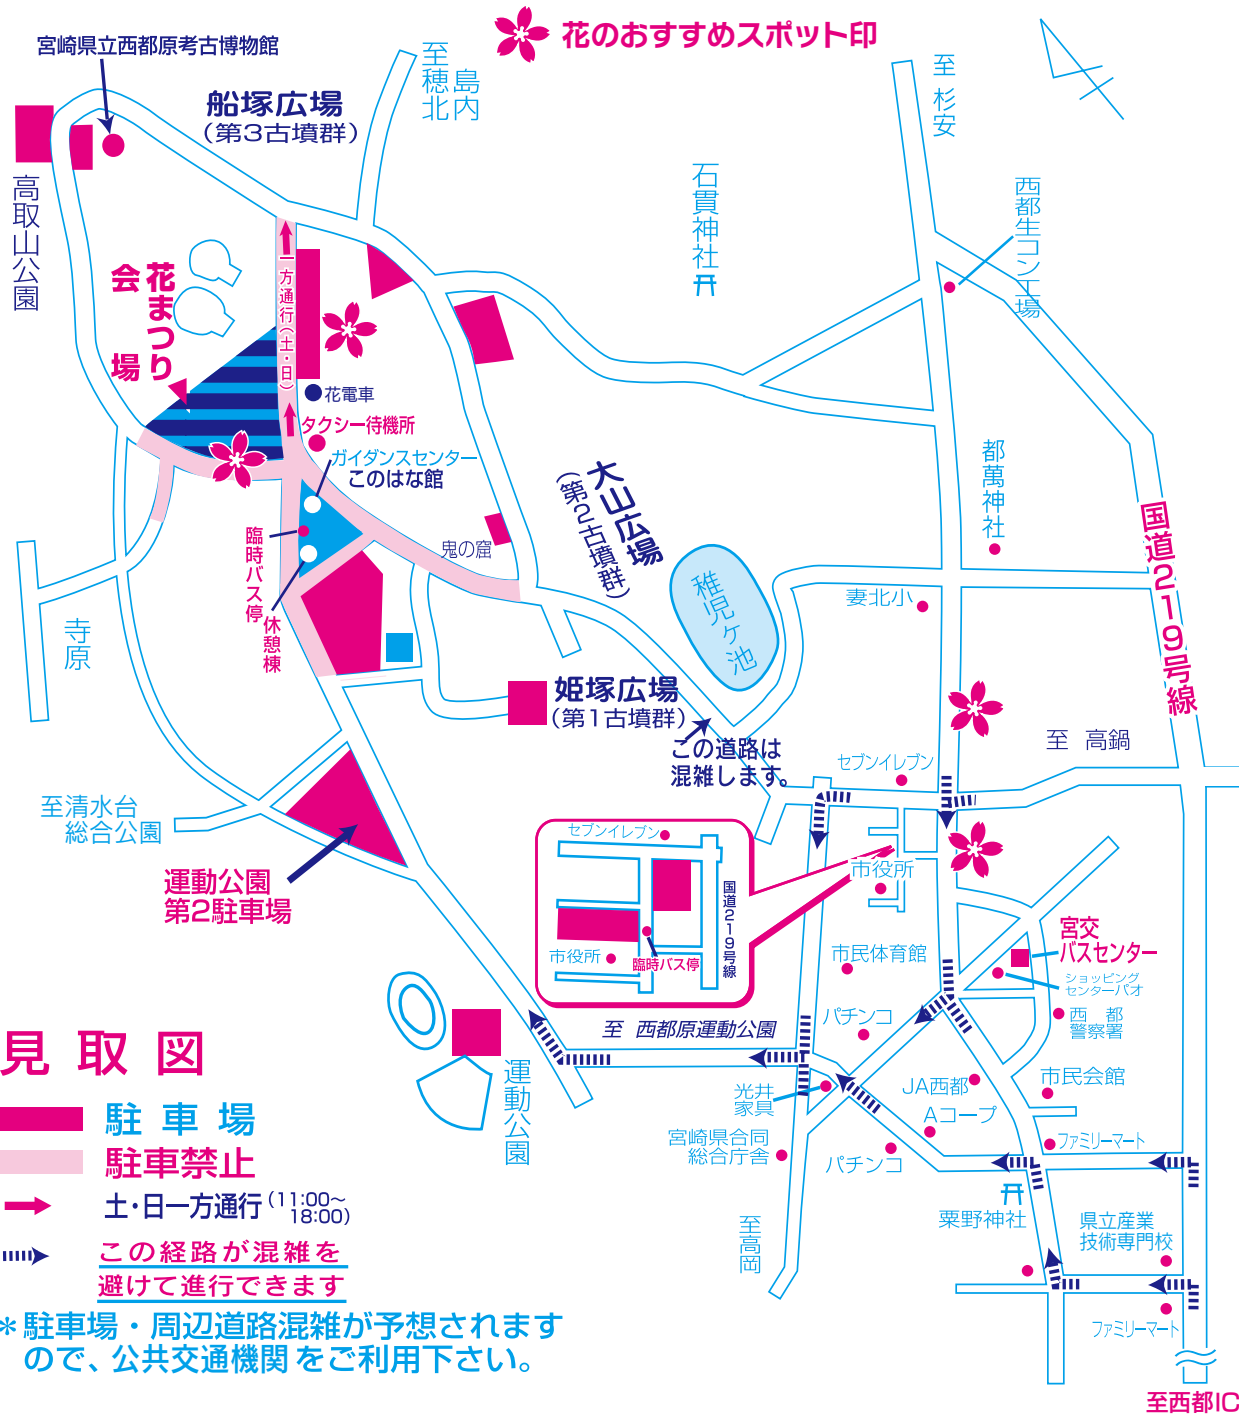 花のおすすめスポット印
宮崎県立西都原考古博物館
船塚広場
(第3古墳群)
至 穂北
島内
至 杉安
高取山公園
石貫神社
西都生コン工場
花まつり
会場
一方通行(土・日)
花電車
タクシー待機所
ガイダンスセンター
このはな館
大山広場
(第2古墳群)
都萬神社
国道219号線
臨時バス停
休憩棟
鬼の窟
稚児ヶ池
妻北小
寺原
姫塚広場
(第1古墳群)
この道路は
混雑します。
至 高鍋
セブンイレブン
至清水台
総合公園
運動公園
第2駐車場
セブンイレブン
国道219号線
市役所
臨時バス停
市役所
市民体育館
宮交
バスセンター
ショッピング
センターパオ
西都
警察署
パチンコ
至 西都原運動公園
見取図
運動公園
光井
家具
JA西都
Aコープ
市民会館
ファミリーマート
宮崎県合同
総合庁舎
パチンコ
駐車場
駐車禁止
土・日一方通行(11:00〜
18:00)
この経路が混雑を
避けて進行できます
至高岡
粟野神社
県立産業
技術専門校
ファミリーマート
*駐車場・周辺道路混雑が予想されます
ので、公共交通機関をご利用下さい。
至西都IC